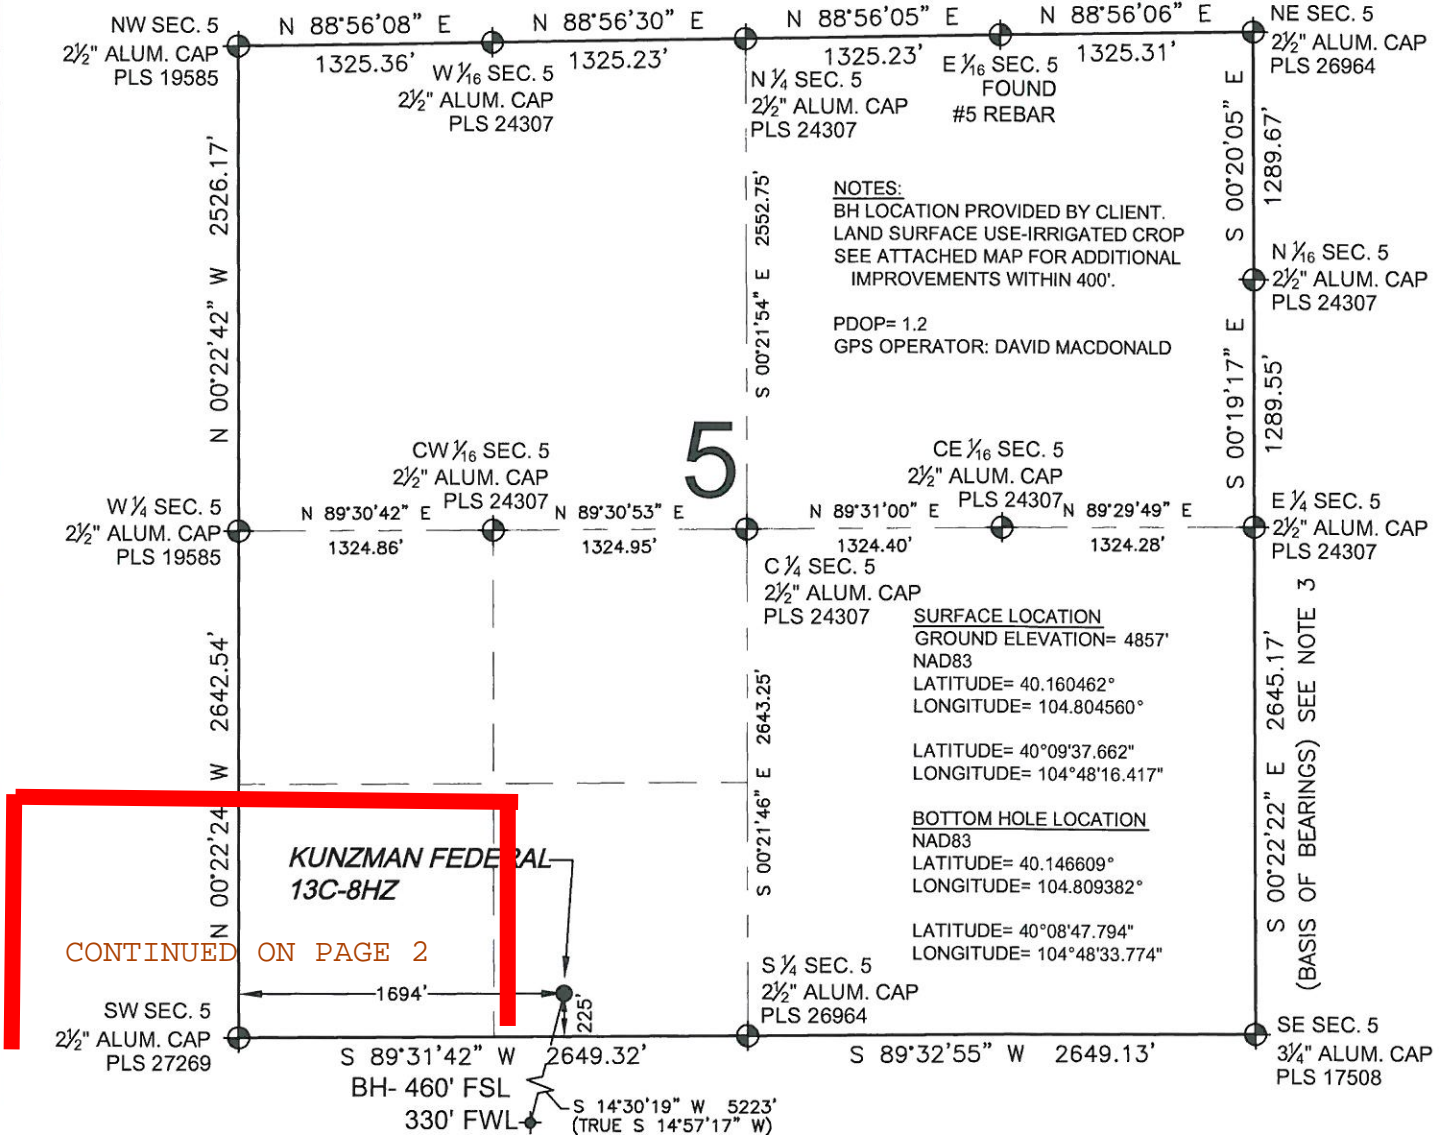 NW SEC. 5
2½" ALUM. CAP
PLS 19585
N 88°56'08" E
1325.36'
W 1/16 SEC. 5
2½" ALUM. CAP
PLS 24307
N 88°56'30" E
1325.23'
N ¼ SEC. 5
2½" ALUM. CAP
PLS 24307
N 88°56'05" E
1325.23'
E 1/16 SEC. 5
FOUND
#5 REBAR
N 88°56'06" E
1325.31'
NE SEC. 5
2½" ALUM. CAP
PLS 26964
N 00°22'42" W 2526.17'
S 00°21'54" E 2552.75'
NOTES:
BH LOCATION PROVIDED BY CLIENT.
LAND SURFACE USE-IRRIGATED CROP
SEE ATTACHED MAP FOR ADDITIONAL
IMPROVEMENTS WITHIN 400'.
PDOP= 1.2
GPS OPERATOR: DAVID MACDONALD
S 00°20'05" E
1289.67'
N 1/16 SEC. 5
2½" ALUM. CAP
PLS 24307
S 00°19'17" E
1289.55'
5
W ¼ SEC. 5
2½" ALUM. CAP
PLS 19585
CW 1/16 SEC. 5
2½" ALUM. CAP
PLS 24307
CE 1/16 SEC. 5
2½" ALUM. CAP
PLS 24307
E ¼ SEC. 5
2½" ALUM. CAP
PLS 24307
N 89°30'42" E
1324.86'
N 89°30'53" E
1324.95'
N 89°31'00" E
1324.40'
N 89°29'49" E
1324.28'
C ¼ SEC. 5
2½" ALUM. CAP
PLS 24307
N 00°22'24" W 2642.54'
S 00°21'46" E 2643.25'
SURFACE LOCATION
GROUND ELEVATION= 4857'
NAD83
LATITUDE= 40.160462°
LONGITUDE= 104.804560°
LATITUDE= 40°09'37.662"
LONGITUDE= 104°48'16.417"
BOTTOM HOLE LOCATION
NAD83
LATITUDE= 40.146609°
LONGITUDE= 104.809382°
LATITUDE= 40°08'47.794"
LONGITUDE= 104°48'33.774"
S 00°22'22" E 2645.17'
(BASIS OF BEARINGS) SEE NOTE 3
KUNZMAN FEDERAL
13C-8HZ
CONTINUED ON PAGE 2
1694'
225'
SW SEC. 5
2½" ALUM. CAP
PLS 27269
S ¼ SEC. 5
2½" ALUM. CAP
PLS 26964
SE SEC. 5
3¼" ALUM. CAP
PLS 17508
S 89°31'42" W 2649.32'
S 89°32'55" W 2649.13'
BH- 460' FSL
330' FWL
S 14°30'19" W 5223'
(TRUE S 14°57'17" W)